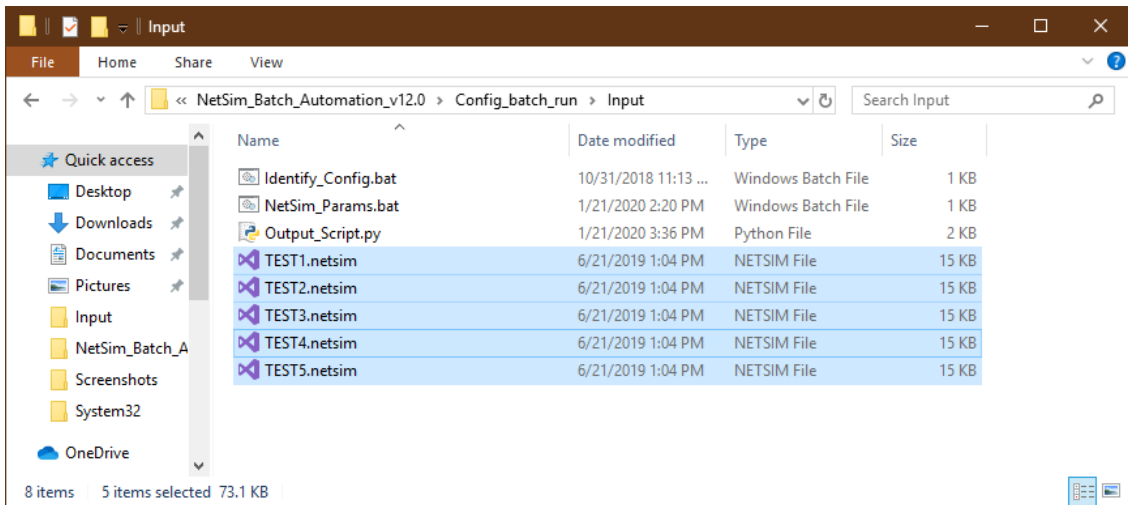 Input
File Home Share View
« NetSim_Batch_Automation_v12.0 > Config_batch_run > Input Search Input
Name Date modified Type Size
Quick access
Desktop
Downloads
Documents
Pictures
Input
NetSim_Batch_A
Screenshots
System32
OneDrive
Identify_Config.bat 10/31/2018 11:13 ... Windows Batch File 1 KB
NetSim_Params.bat 1/21/2020 2:20 PM Windows Batch File 1 KB
Output_Script.py 1/21/2020 3:36 PM Python File 2 KB
TEST1.netsim 6/21/2019 1:04 PM NETSIM File 15 KB
TEST2.netsim 6/21/2019 1:04 PM NETSIM File 15 KB
TEST3.netsim 6/21/2019 1:04 PM NETSIM File 15 KB
TEST4.netsim 6/21/2019 1:04 PM NETSIM File 15 KB
TEST5.netsim 6/21/2019 1:04 PM NETSIM File 15 KB
8 items 5 items selected 73.1 KB